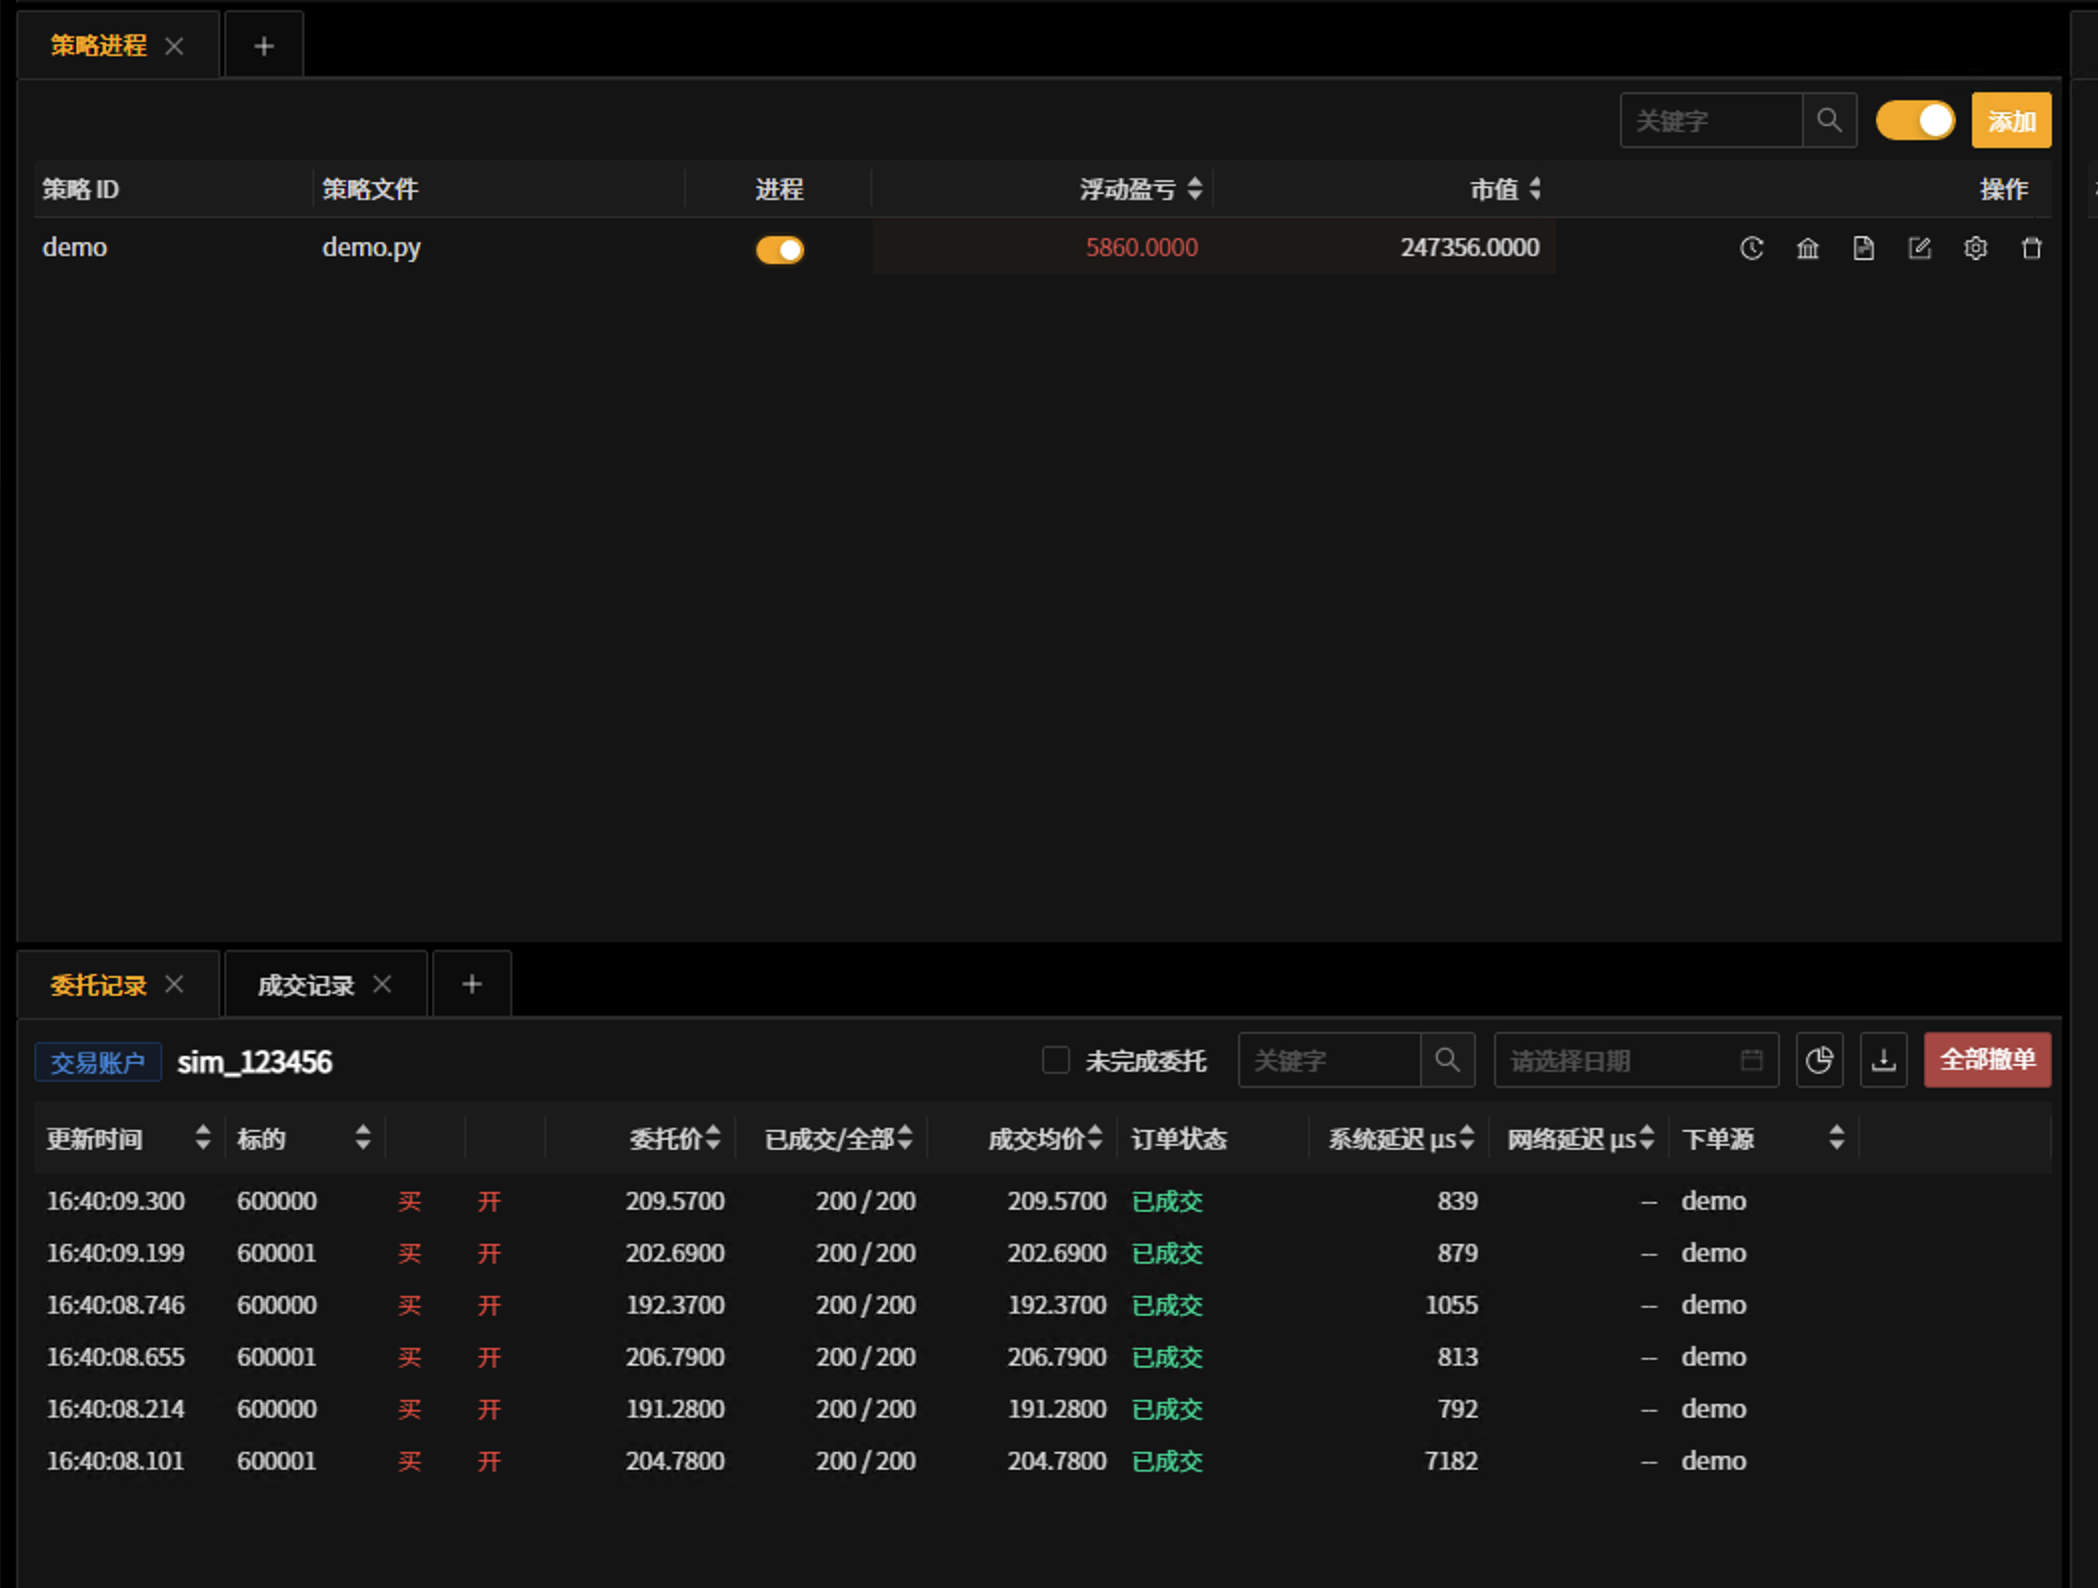 策略进程
关键字 添加
策略 ID 策略文件 进程 浮动盈亏 市值 操作
demo demo.py 5860.0000 247356.0000
委托记录 成交记录
交易账户 sim_123456 未完成委托 关键字 请选择日期 全部撤单
更新时间 标的 委托价 已成交/全部 成交均价 订单状态 系统延迟 μs 网络延迟 μs 下单源
16:40:09.300 600000 买 开 209.5700 200 / 200 209.5700 已成交 839 -- demo
16:40:09.199 600001 买 开 202.6900 200 / 200 202.6900 已成交 879 -- demo
16:40:08.746 600000 买 开 192.3700 200 / 200 192.3700 已成交 1055 -- demo
16:40:08.655 600001 买 开 206.7900 200 / 200 206.7900 已成交 813 -- demo
16:40:08.214 600000 买 开 191.2800 200 / 200 191.2800 已成交 792 -- demo
16:40:08.101 600001 买 开 204.7800 200 / 200 204.7800 已成交 7182 -- demo